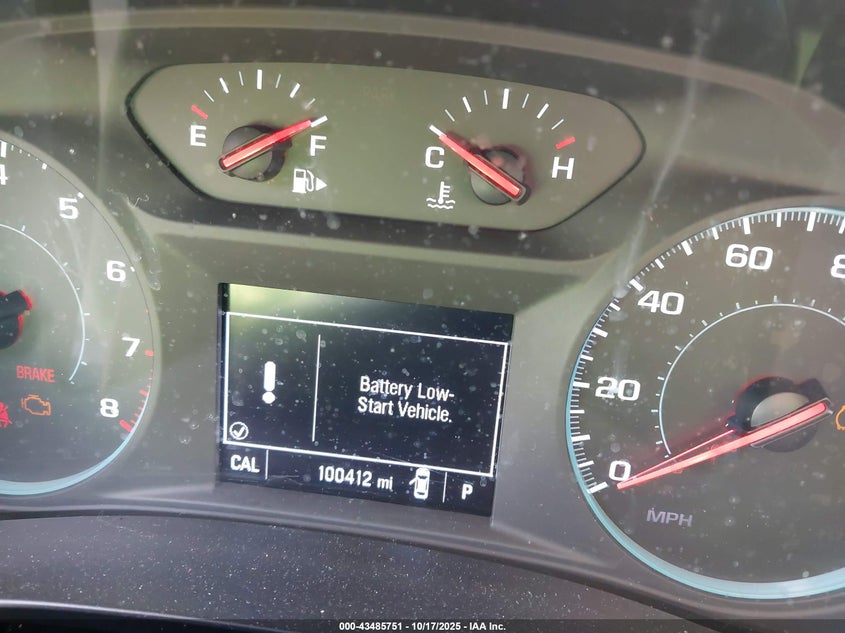 E
F
C
H
4
5
6
7
8
BRAKE
Battery Low-
Start Vehicle.
CAL
100412 mi
P
0
20
40
60
8
MPH
000-43485751 | 10/17/2025 - IAA Inc.